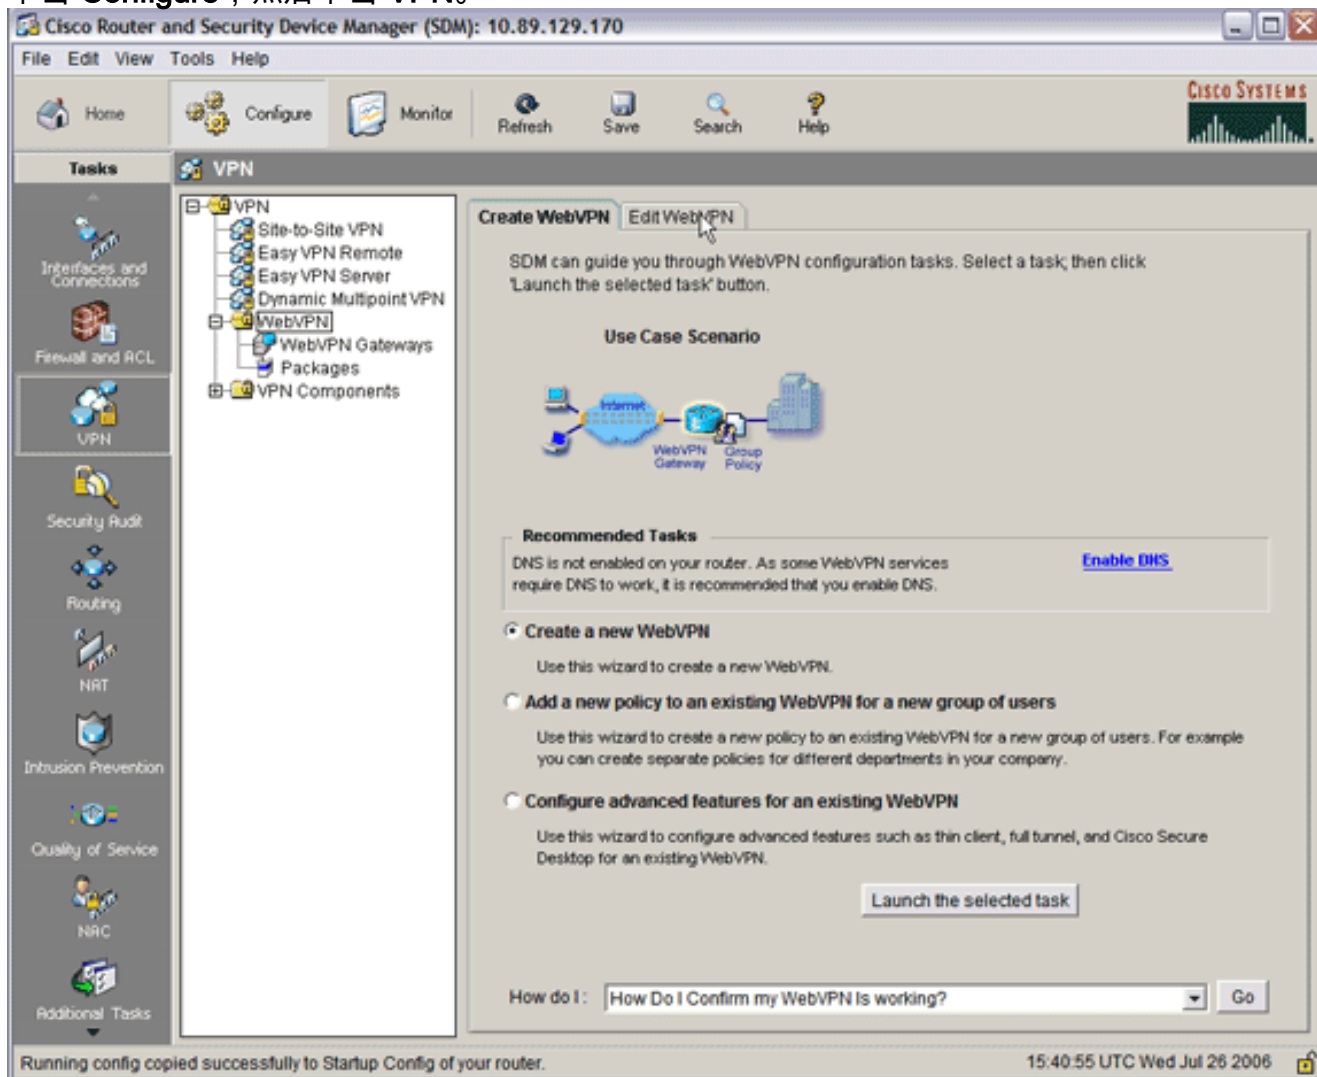 单击 Configure，然后单击 VPN。
Cisco Router and Security Device Manager (SDM): 10.89.129.170
File Edit View Tools Help
Home Configure Monitor Refresh Save Search Help
CISCO SYSTEMS
Tasks
VPN
Interfaces and Connections
Firewall and ACL
VPN
Security Audit
Routing
NAT
Intrusion Prevention
Quality of Service
NAC
Additional Tasks
VPN
Site-to-Site VPN
Easy VPN Remote
Easy VPN Server
Dynamic Multipoint VPN
WebVPN
WebVPN Gateways
Packages
VPN Components
Create WebVPN Edit WebVPN
SDM can guide you through WebVPN configuration tasks. Select a task; then click
'Launch the selected task' button.
Use Case Scenario
Internet
WebVPN Gateway
Group Policy
Recommended Tasks
DNS is not enabled on your router. As some WebVPN services
require DNS to work, it is recommended that you enable DNS.
Enable DNS
Create a new WebVPN
Use this wizard to create a new WebVPN.
Add a new policy to an existing WebVPN for a new group of users
Use this wizard to create a new policy to an existing WebVPN for a new group of users. For example
you can create separate policies for different departments in your company.
Configure advanced features for an existing WebVPN
Use this wizard to configure advanced features such as thin client, full tunnel, and Cisco Secure
Desktop for an existing WebVPN.
Launch the selected task
How do I: How Do I Confirm my WebVPN Is working? Go
Running config copied successfully to Startup Config of your router.
15:40:55 UTC Wed Jul 26 2006